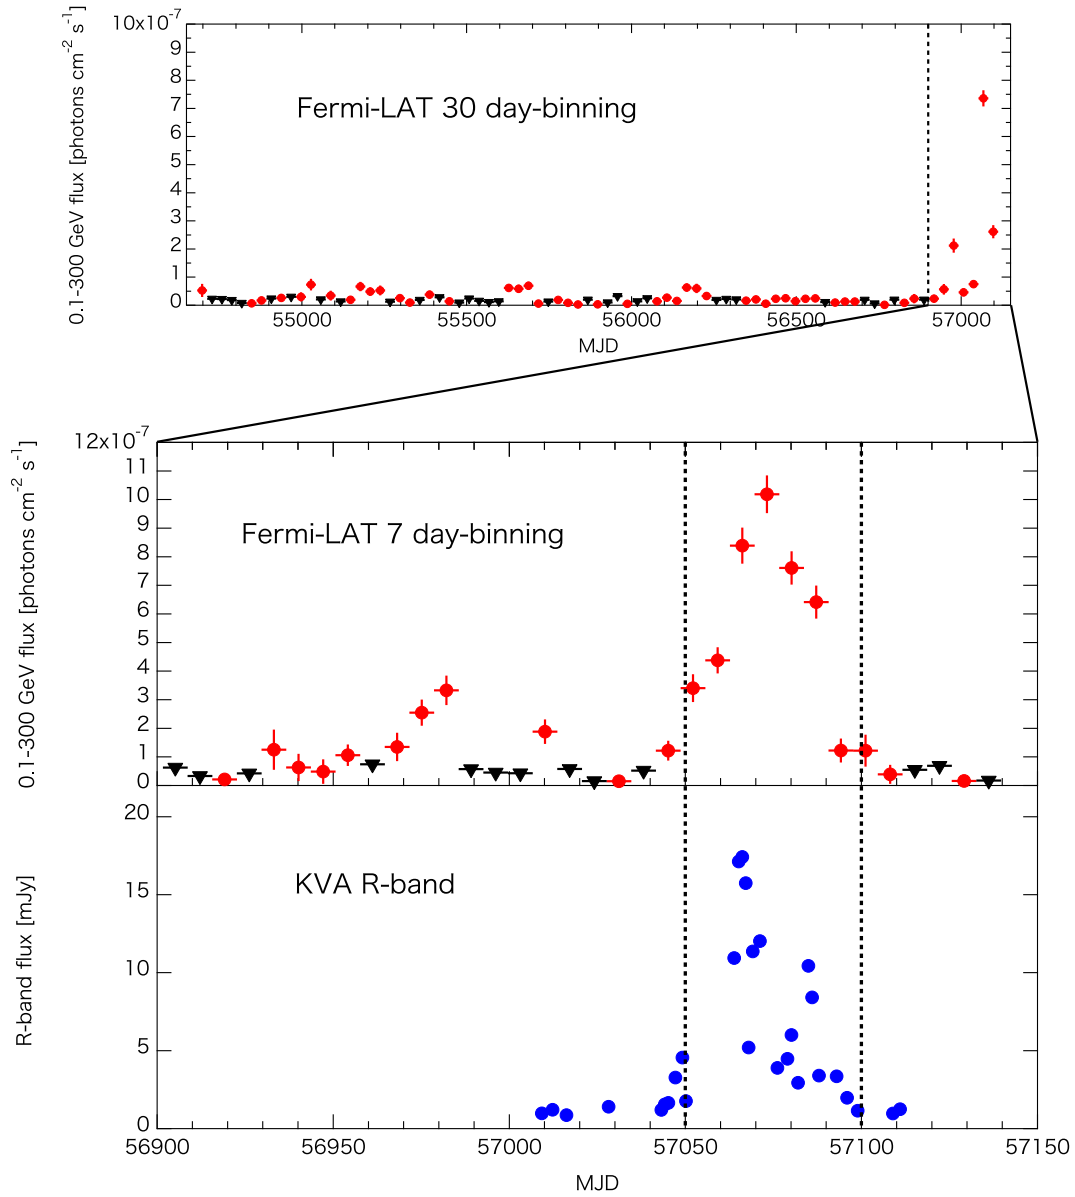 10x10-7
9
8
7
6
5
4
3
2
1
0
0.1-300 GeV flux [photons cm-2 s-1]
Fermi-LAT 30 day-binning
55000 55500 56000 56500 57000
MJD
12x10-7
11
10
9
8
7
6
5
4
3
2
1
0
0.1-300 GeV flux [photons cm-2 s-1]
Fermi-LAT 7 day-binning
20
15
10
5
0
R-band flux [mJy]
KVA R-band
56900 56950 57000 57050 57100 57150
MJD